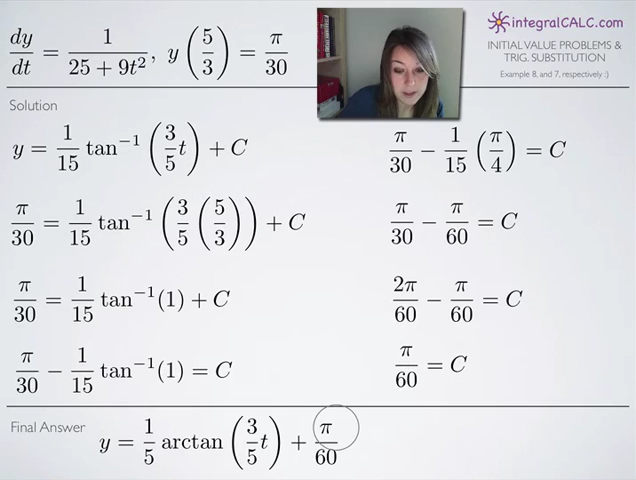 dy/dt = 1/(25 + 9t²), y(5/3) = π/30
integralCALC.com
INITIAL VALUE PROBLEMS &
TRIG. SUBSTITUTION
Example 8, and 7, respectively :)
Solution
y = 1/15 tan⁻¹(3/5 t) + C
π/30 = 1/15 tan⁻¹(3/5 (5/3)) + C
π/30 = 1/15 tan⁻¹(1) + C
π/30 − 1/15 tan⁻¹(1) = C
π/30 − 1/15 (π/4) = C
π/30 − π/60 = C
2π/60 − π/60 = C
π/60 = C
Final Answer
y = 1/5 arctan(3/5 t) + π/60